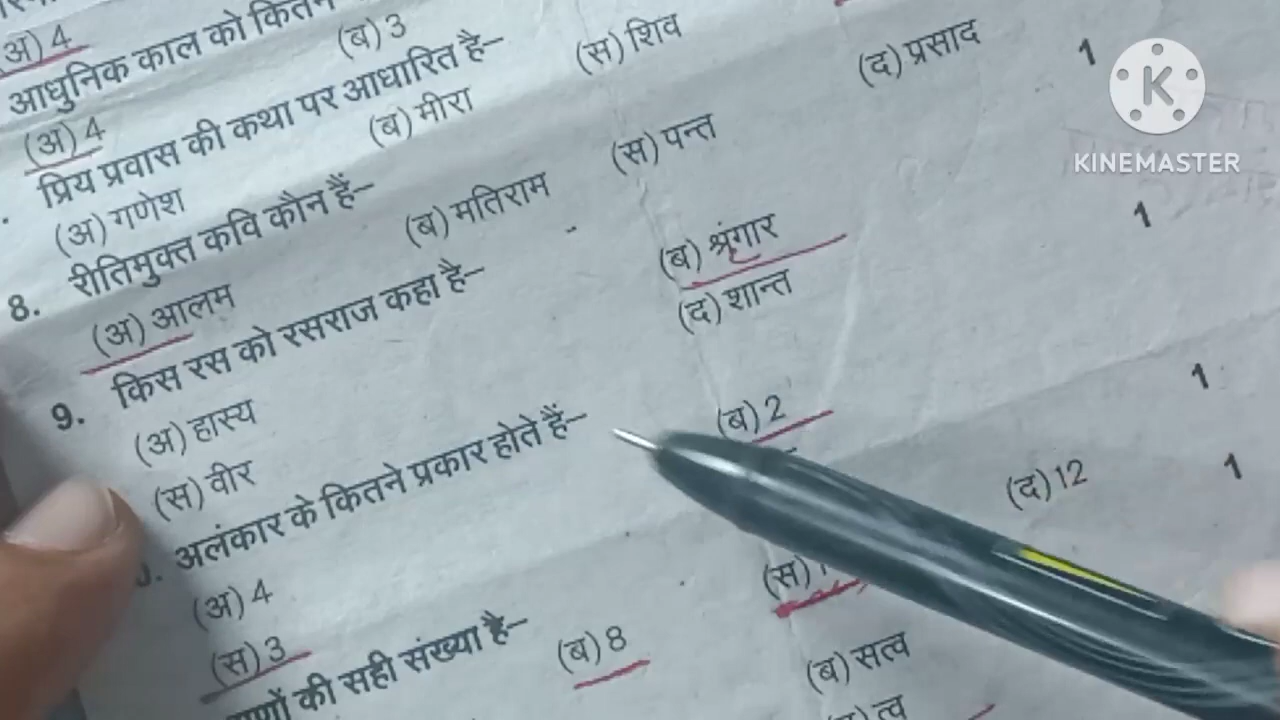 (अ) 4
(ब) 3
आधुनिक काल को
(अ) 4
(ब) मीरा
(स) शिव
(द) प्रसाद
1
प्रिय प्रवास की कथा पर आधारित है–
(अ) गणेश
(ब) मतिराम
(स) पन्त
8. रीतिमुक्त कवि कौन हैं–
(अ) आलम
(ब) श्रृंगार
1
9. किस रस को रसराज कहा है–
(अ) हास्य
(द) शान्त
(स) वीर
(ब) 2
1
अलंकार के कितने प्रकार होते हैं–
(अ) 4
(द) 12
1
(स) 3
(ब) 8
(स)
की सही संख्या है–
(ब) सत्व
त्व
KINEMASTER